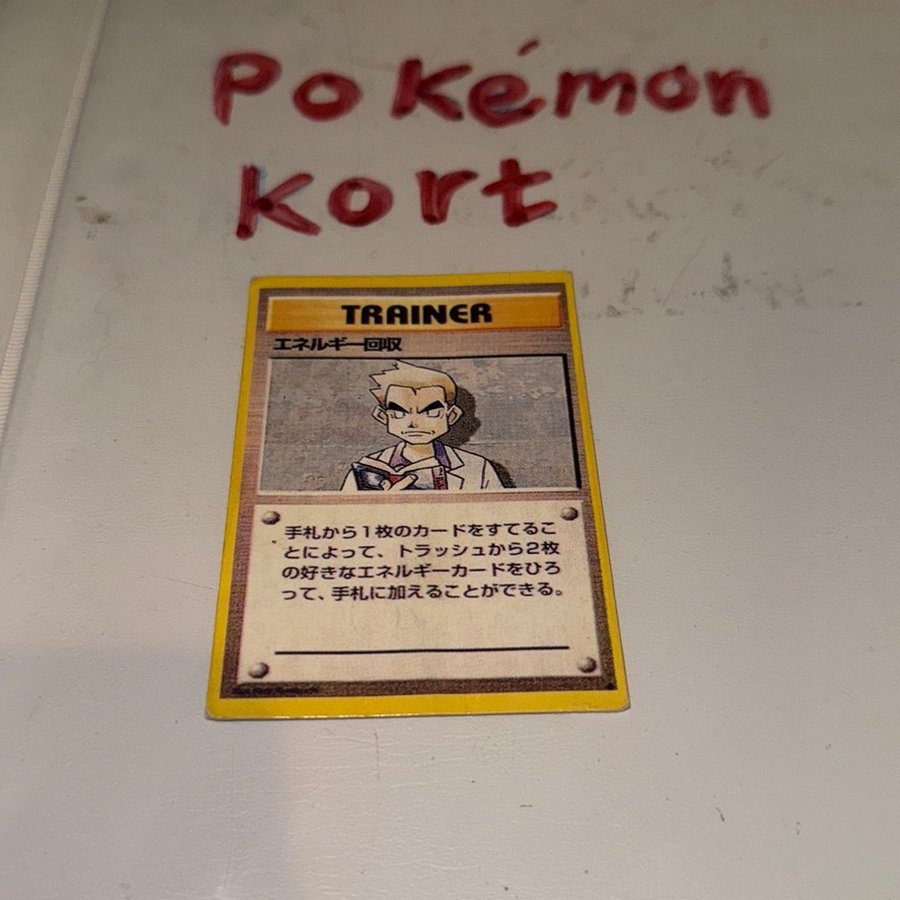 Pokémon
Kort
TRAINER
エネルギー回収
手札から1枚のカードをすてるこ
とによって、トラッシュから2枚
の好きなエネルギーカードをひろ
って、手札に加えることができる。